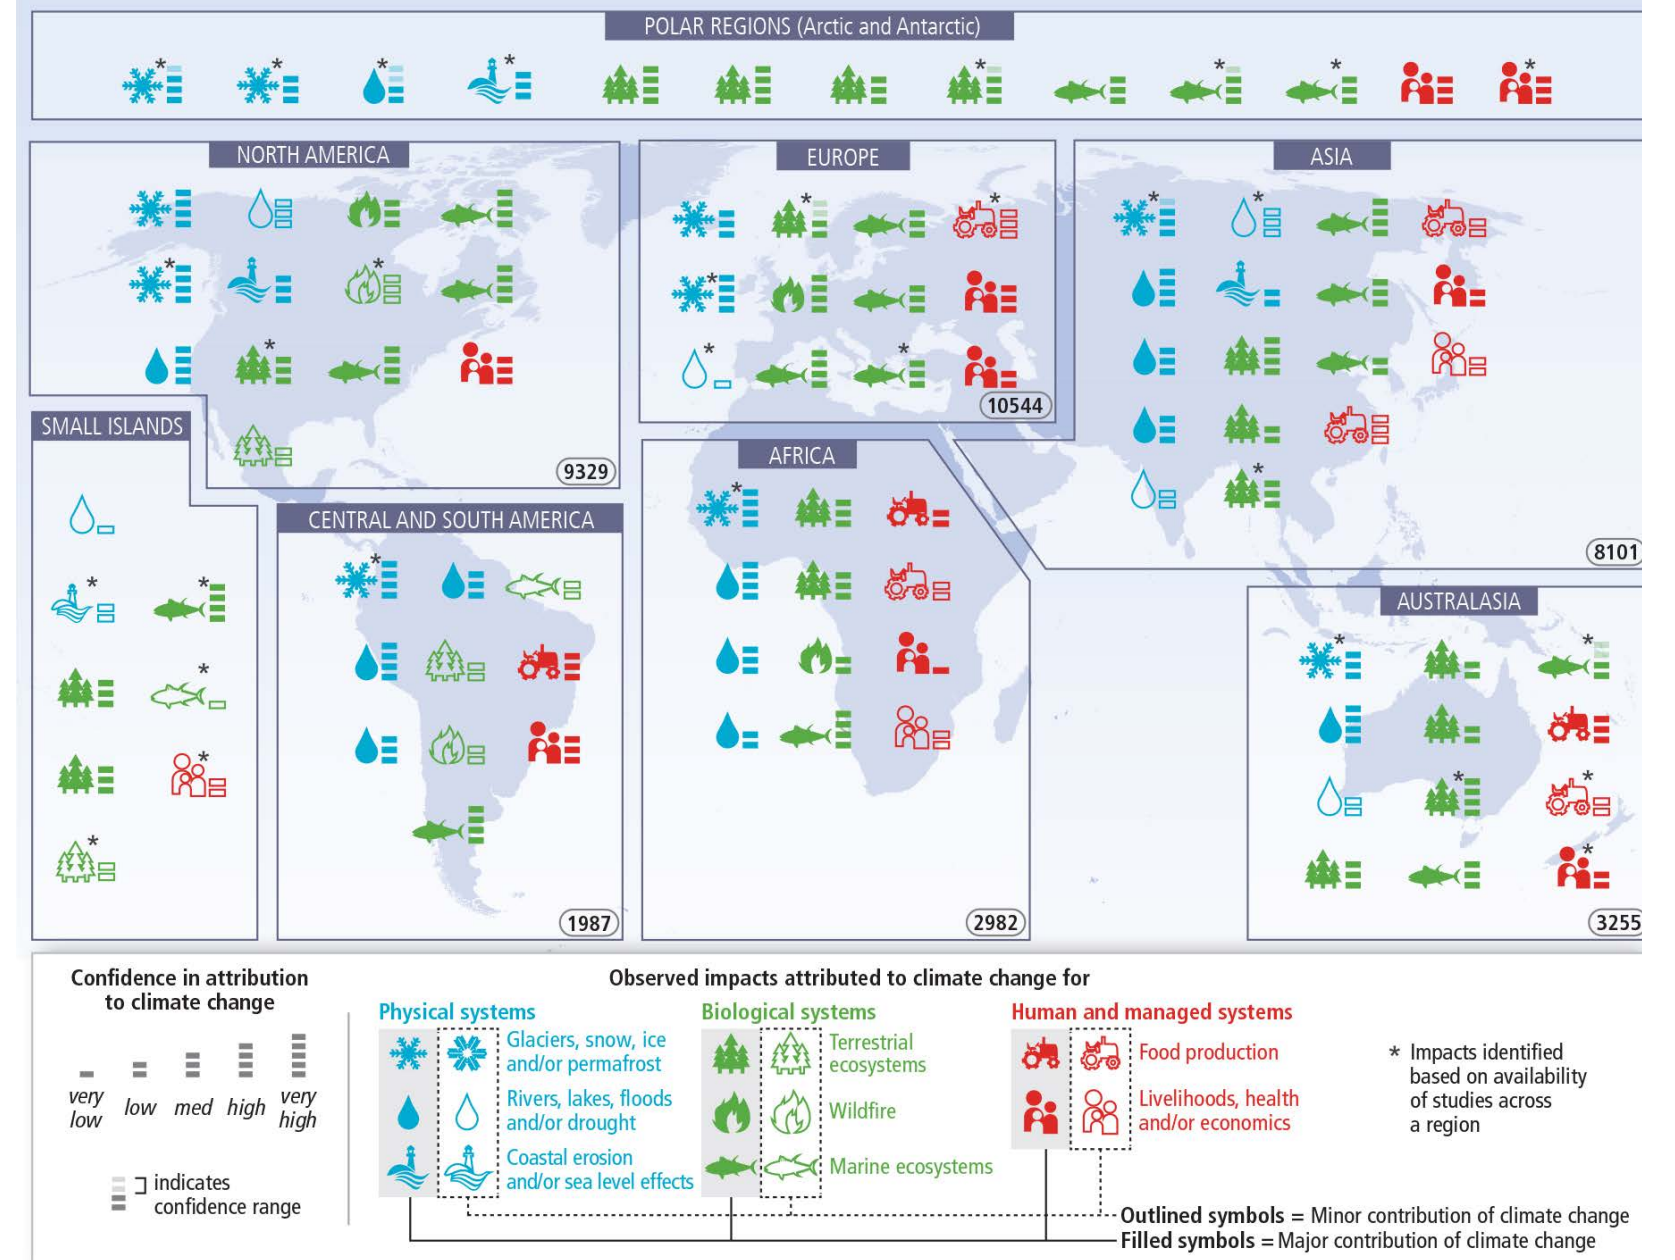 POLAR REGIONS (Arctic and Antarctic)
* * * * * * * *
NORTH AMERICA
* * *
9329
EUROPE
* * * * *
10544
ASIA
* * *
8101
SMALL ISLANDS
* * * * *
CENTRAL AND SOUTH AMERICA
*
1987
AFRICA
*
2982
AUSTRALASIA
* * * * *
3255
Confidence in attribution
to climate change
very low
low
med
high
very high
indicates
confidence range
Observed impacts attributed to climate change for
Physical systems
Glaciers, snow, ice
and/or permafrost
Rivers, lakes, floods
and/or drought
Coastal erosion
and/or sea level effects
Biological systems
Terrestrial
ecosystems
Wildfire
Marine ecosystems
Human and managed systems
Food production
Livelihoods, health
and/or economics
* Impacts identified
based on availability
of studies across
a region
Outlined symbols = Minor contribution of climate change
Filled symbols = Major contribution of climate change